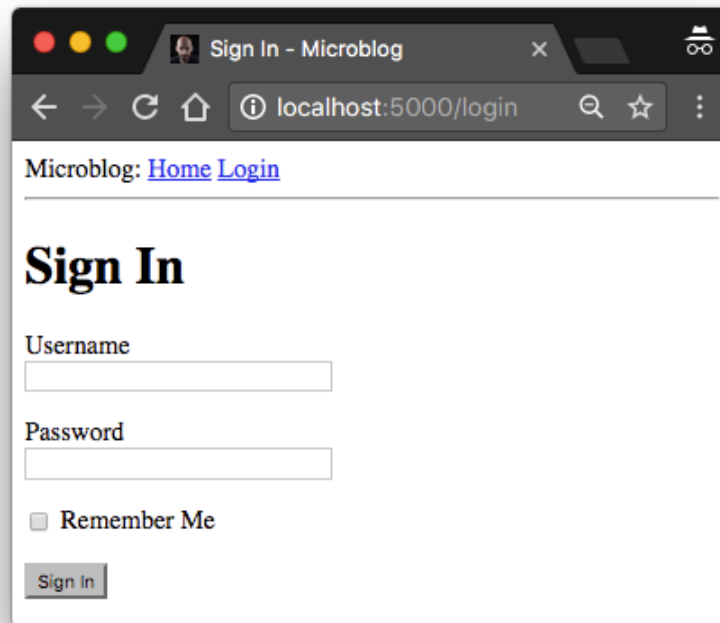 Sign In - Microblog
localhost:5000/login
Microblog: Home Login
Sign In
Username
Password
Remember Me
Sign In